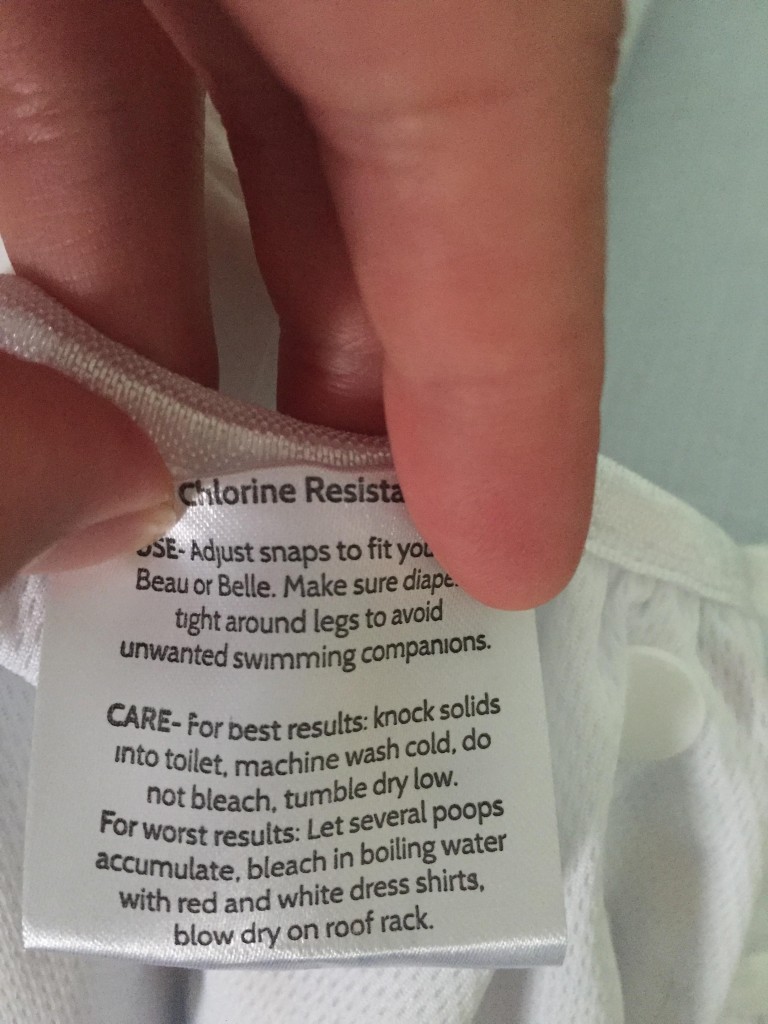 Chlorine Resista
USE- Adjust snaps to fit you
Beau or Belle. Make sure diape
tight around legs to avoid
unwanted swimming companions.
CARE- For best results: knock solids
into toilet, machine wash cold, do
not bleach, tumble dry low.
For worst results: Let several poops
accumulate, bleach in boiling water
with red and white dress shirts,
blow dry on roof rack.